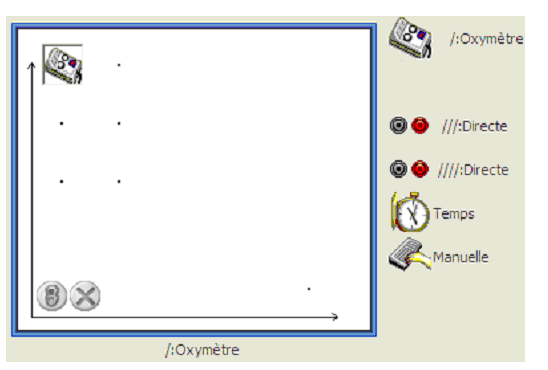 /:Oxymètre
///:Directe
////:Directe
Temps
Manuelle
/:Oxymètre